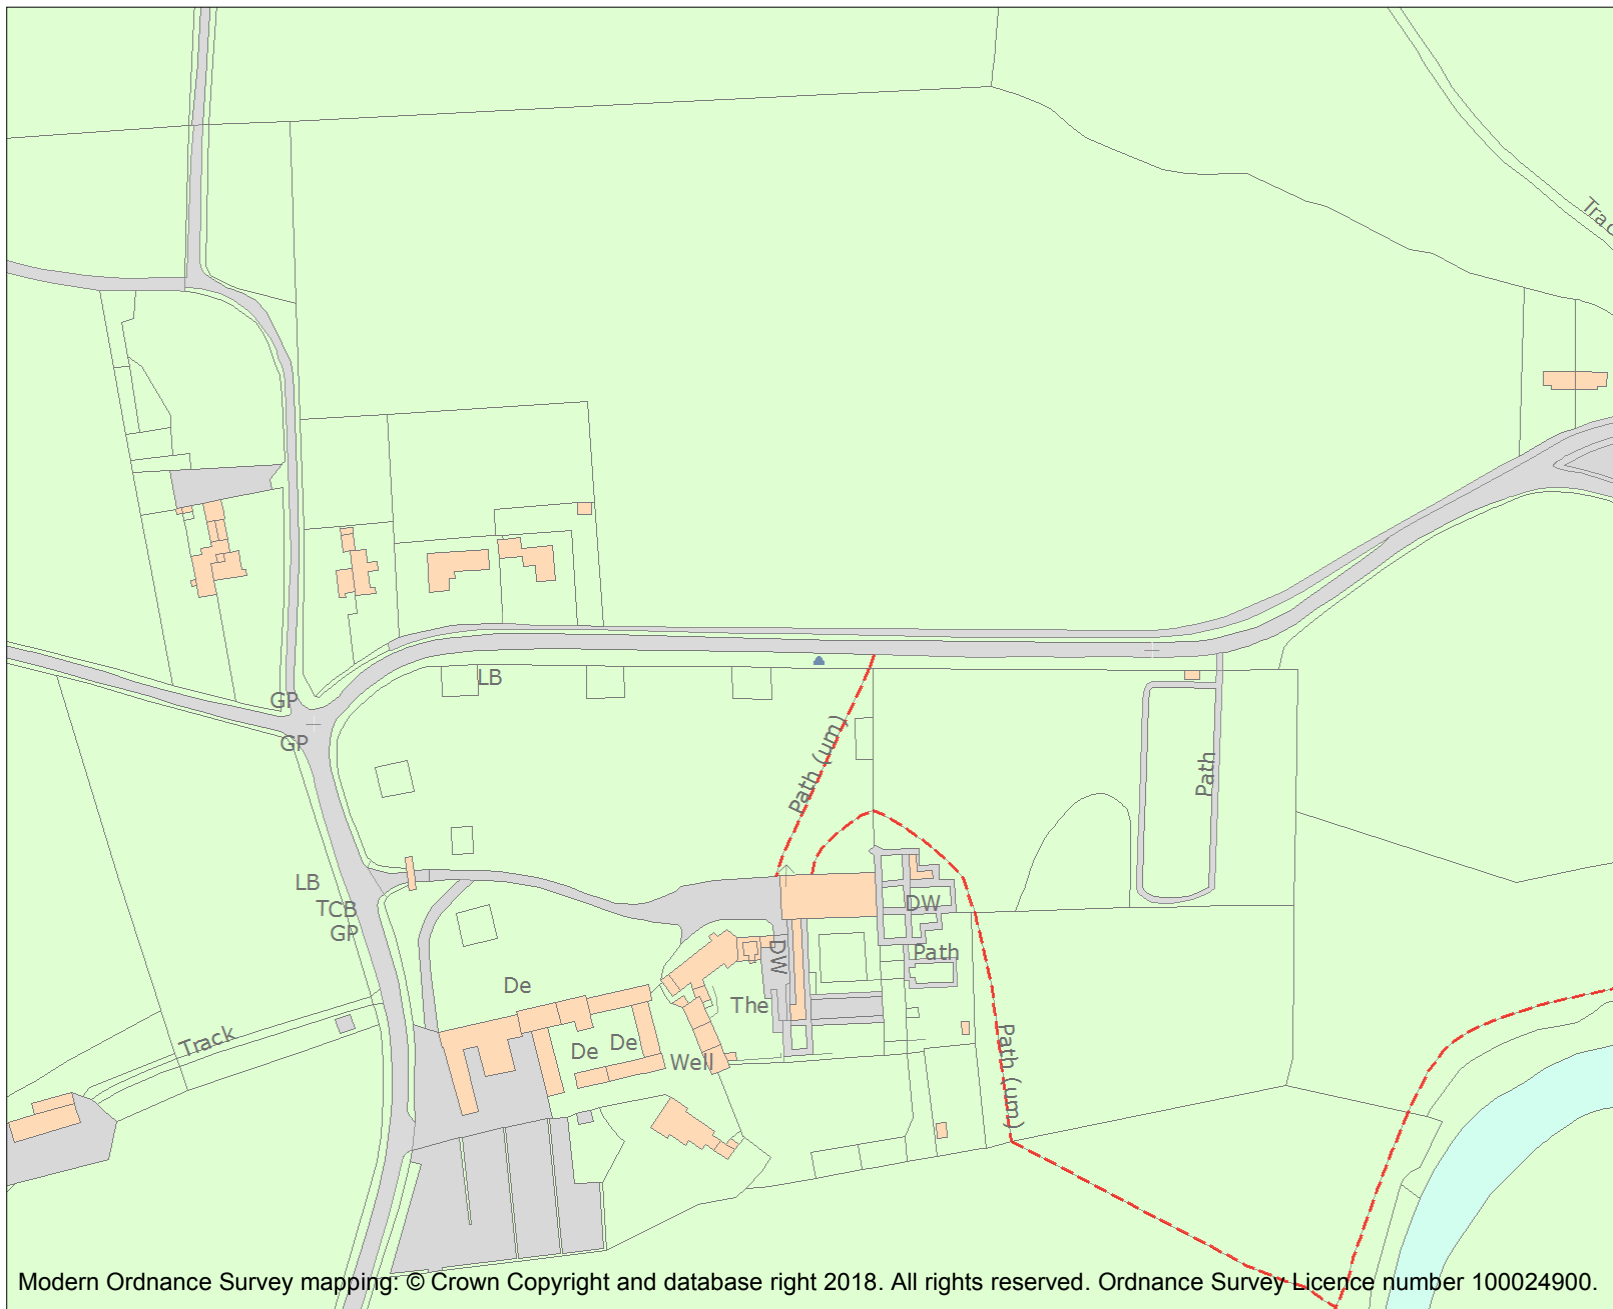 Trac
LB
GP
GP
Path (um)
Path
LB
TCB
GP
DW
Path
DW
De
The
Track
De
De
Well
Path (um)
Modern Ordnance Survey mapping: © Crown Copyright and database right 2018. All rights reserved. Ordnance Survey Licence number 100024900.